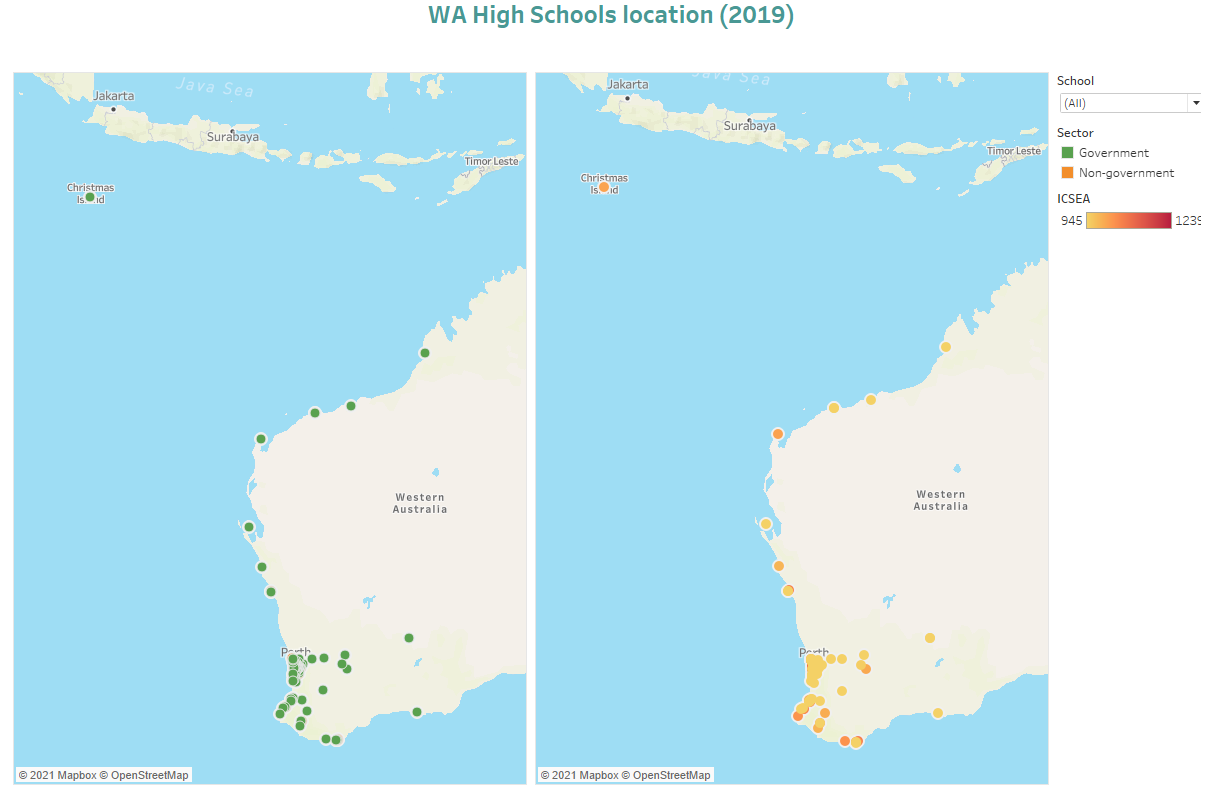 WA High Schools location (2019)
Java Sea
Jakarta
Surabaya
Timor Leste
Christmas
Western
Australia
Perth
© 2021 Mapbox © OpenStreetMap
Java Sea
Jakarta
Surabaya
Timor Leste
Christmas
Western
Australia
Perth
© 2021 Mapbox © OpenStreetMap
School
(All)
Sector
Government
Non-government
ICSEA
945 1239